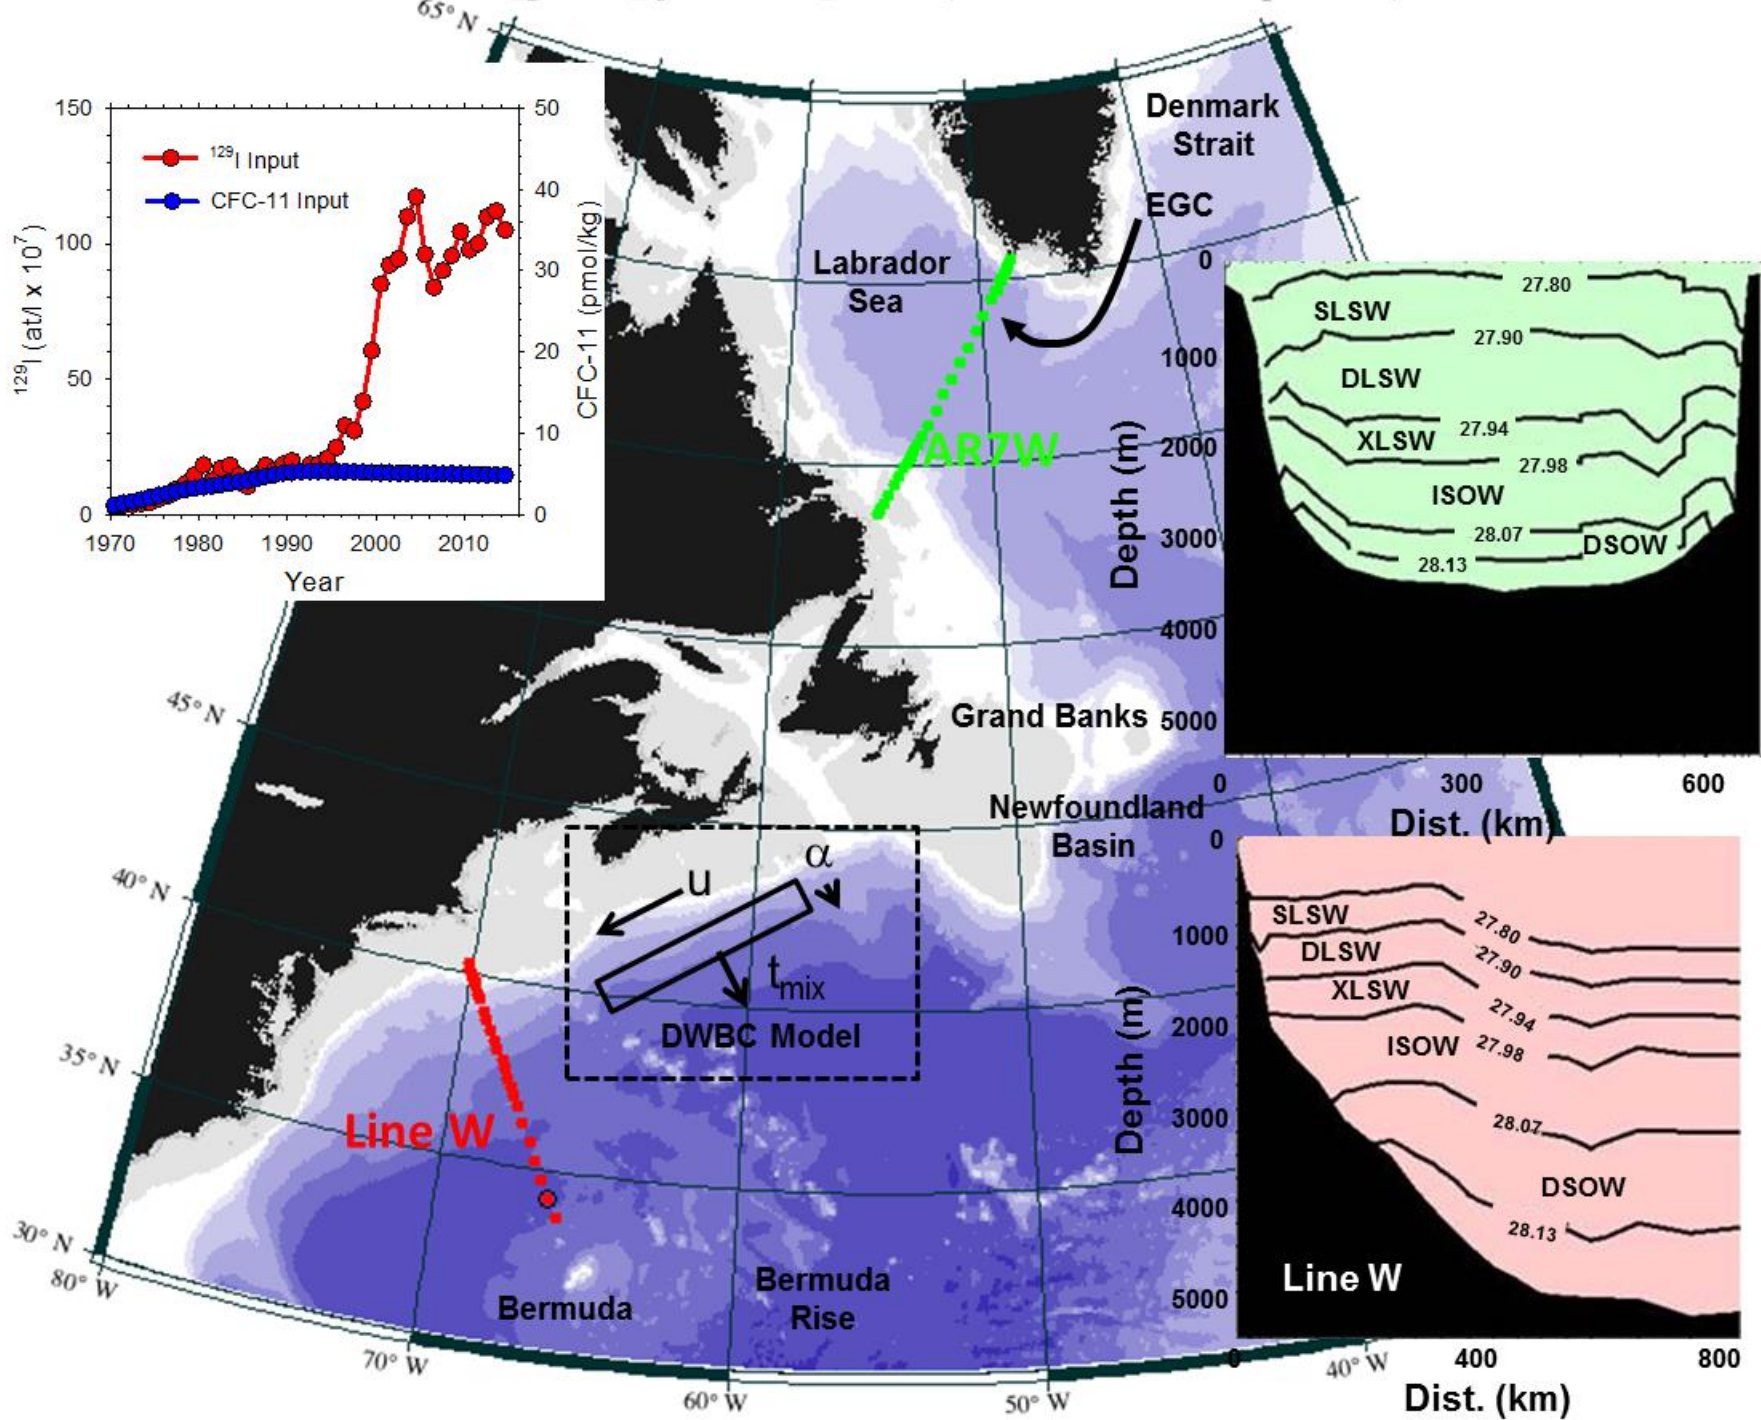 65° N
150
100
50
0
¹²⁹I (at/l x 10⁷)
¹²⁹I Input
CFC-11 Input
50
40
30
20
10
0
CFC-11 (pmol/kg)
1970 1980 1990 2000 2010
Year
Denmark
Strait
EGC
Labrador
Sea
AR7W
0
1000
2000
3000
4000
5000
Depth (m)
27.80
SLSW
27.90
DLSW
27.94
XLSW
27.98
ISOW
28.07
DSOW
28.13
0 300 600
Dist. (km)
Grand Banks
Newfoundland
Basin
45° N
40° N
35° N
30° N
u
α
t mix
DWBC Model
Line W
Bermuda
Bermuda
Rise
0
1000
2000
3000
4000
5000
Depth (m)
SLSW
27.80
DLSW
27.90
XLSW
27.94
ISOW 27.98
28.07
DSOW
28.13
Line W
0 400 800
Dist. (km)
80° W
70° W
60° W
50° W
40° W